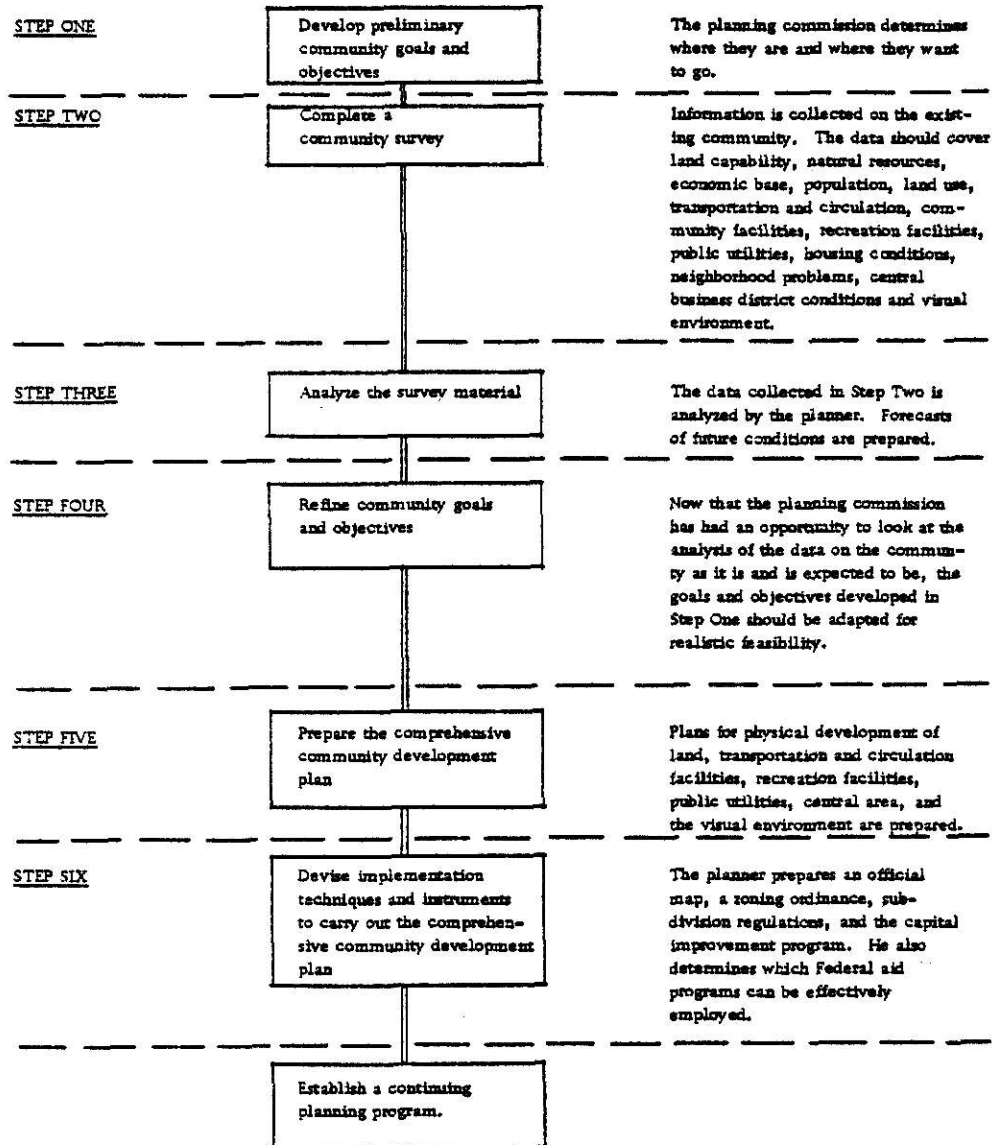 STEP ONE
Develop preliminary
community goals and
objectives
The planning commission determines
where they are and where they want
to go.
STEP TWO
Complete a
community survey
Information is collected on the exist-
ing community. The data should cover
land capability, natural resources,
economic base, population, land use,
transportation and circulation, com-
munity facilities, recreation facilities,
public utilities, housing conditions,
neighborhood problems, central
business district conditions and visual
environment.
STEP THREE
Analyze the survey material
The data collected in Step Two is
analyzed by the planner. Forecasts
of future conditions are prepared.
STEP FOUR
Refine community goals
and objectives
Now that the planning commission
has had an opportunity to look at the
analysis of the data on the commun-
ty as it is and is expected to be, the
goals and objectives developed in
Step One should be adapted for
realistic feasibility.
STEP FIVE
Prepare the comprehensive
community development
plan
Plans for physical development of
land, transportation and circulation
facilities, recreation facilities,
public utilities, central area, and
the visual environment are prepared.
STEP SIX
Devise implementation
techniques and instruments
to carry out the comprehen-
sive community development
plan
The planner prepares an official
map, a zoning ordinance, sub-
division regulations, and the capital
improvement program. He also
determines which Federal aid
programs can be effectively
employed.
Establish a continuing
planning program.